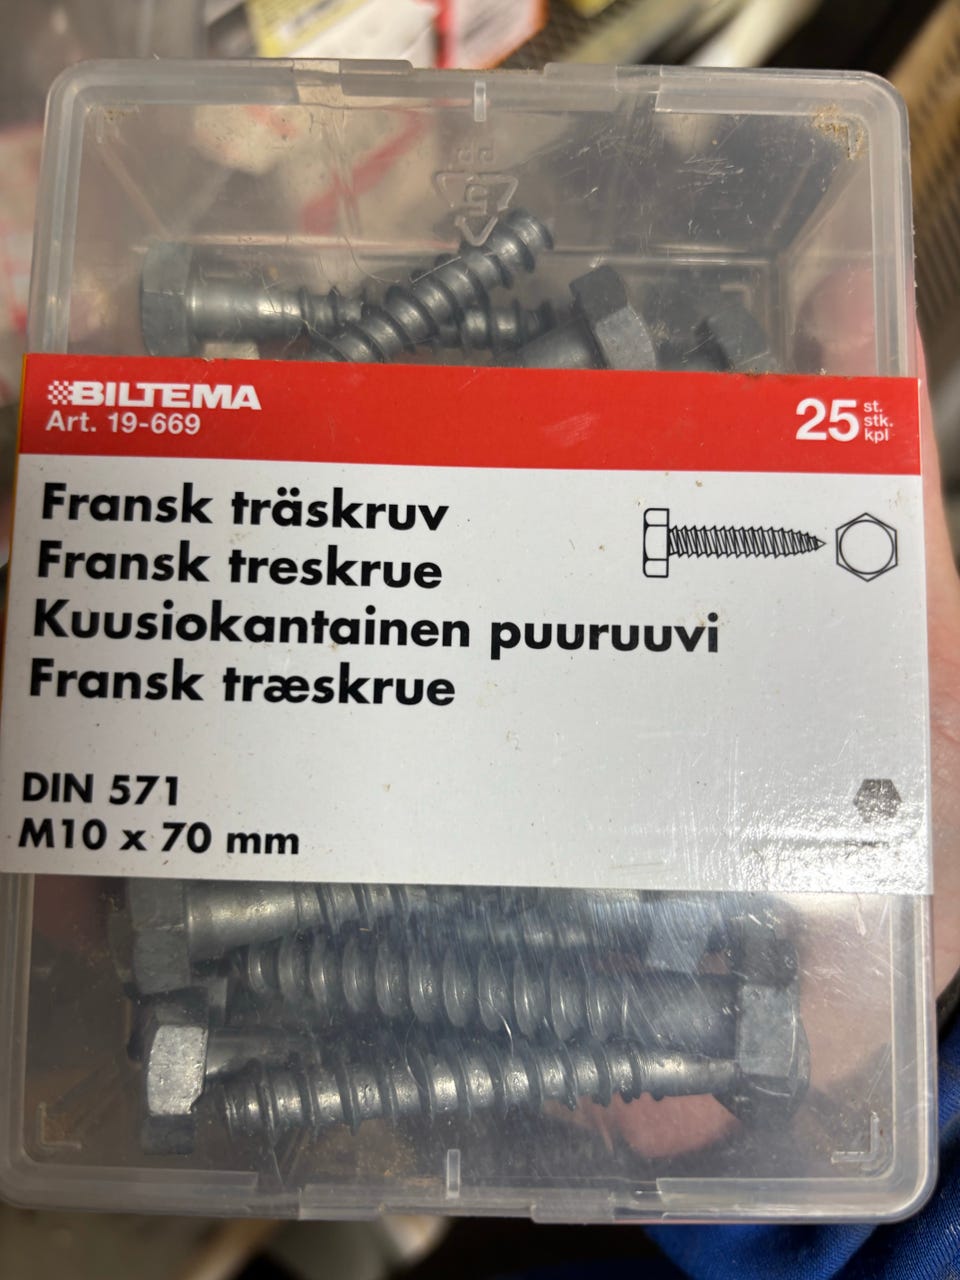 BILTEMA
Art. 19-669
25 st.
stk.
kpl
Fransk träskruv
Fransk treskrue
Kuusiokantainen puuruuvi
Fransk træskrue
DIN 571
M10 x 70 mm